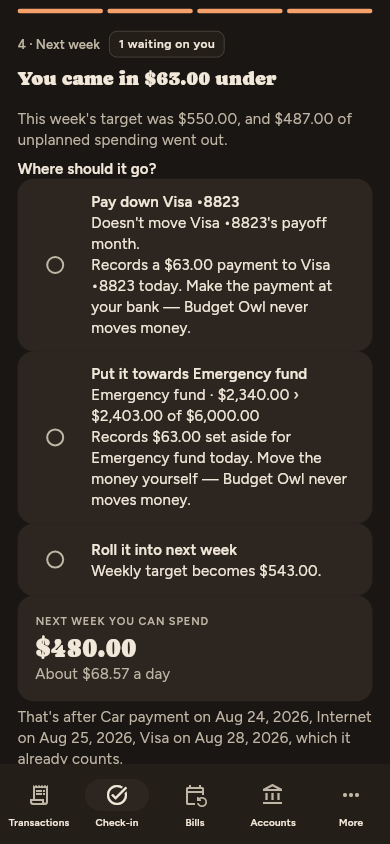 4 · Next week 1 waiting on you
You came in $63.00 under
This week's target was $550.00, and $487.00 of
unplanned spending went out.
Where should it go?
Pay down Visa •8823
Doesn't move Visa •8823's payoff
month.
Records a $63.00 payment to Visa
•8823 today. Make the payment at
your bank — Budget Owl never
moves money.
Put it towards Emergency fund
Emergency fund · $2,340.00 ›
$2,403.00 of $6,000.00
Records $63.00 set aside for
Emergency fund today. Move the
money yourself — Budget Owl never
moves money.
Roll it into next week
Weekly target becomes $543.00.
NEXT WEEK YOU CAN SPEND
$480.00
About $68.57 a day
That's after Car payment on Aug 24, 2026, Internet
on Aug 25, 2026, Visa on Aug 28, 2026, which it
already counts.
Transactions Check-in Bills Accounts More